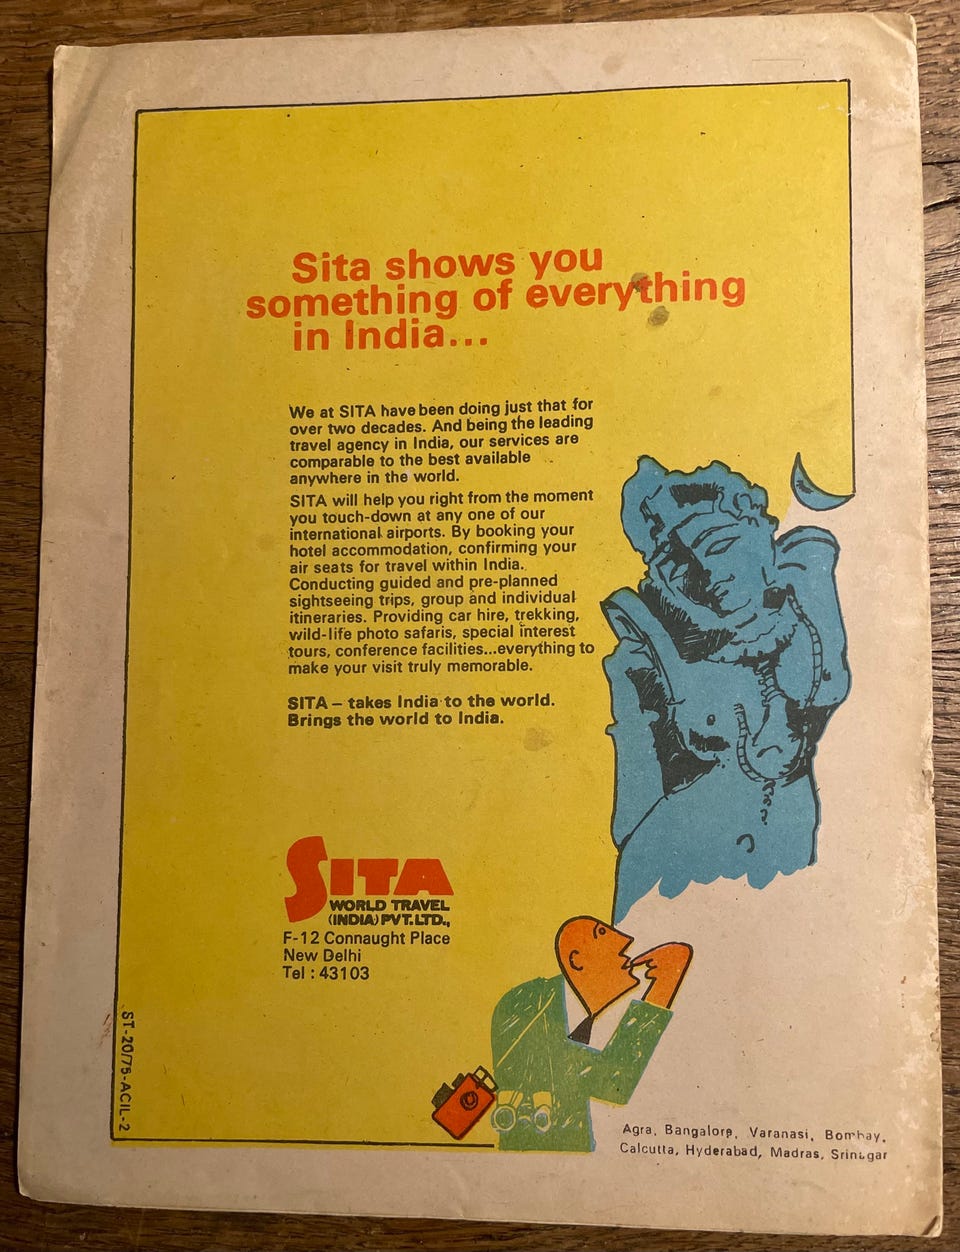 Sita shows you
something of everything
in India...
We at SITA have been doing just that for
over two decades. And being the leading
travel agency in India, our services are
comparable to the best available
anywhere in the world.
SITA will help you right from the moment
you touch-down at any one of our
international airports. By booking your
hotel accommodation, confirming your
air seats for travel within India.
Conducting guided and pre-planned
sightseeing trips, group and individual
itineraries. Providing car hire, trekking,
wild-life photo safaris, special interest
tours, conference facilities...everything to
make your visit truly memorable.
SITA – takes India to the world.
Brings the world to India.
SITA
WORLD TRAVEL
(INDIA) PVT. LTD.,
F-12 Connaught Place
New Delhi
Tel : 43103
ST-20/75-ACIL-2
Agra, Bangalore, Varanasi, Bombay,
Calcutta, Hyderabad, Madras, Srinagar